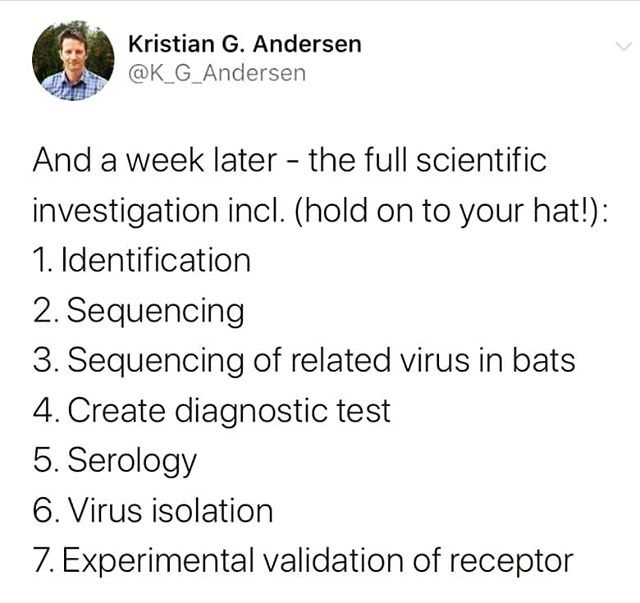 Kristian G. Andersen
@K_G_Andersen
And a week later - the full scientific
investigation incl. (hold on to your hat!):
1. Identification
2. Sequencing
3. Sequencing of related virus in bats
4. Create diagnostic test
5. Serology
6. Virus isolation
7. Experimental validation of receptor